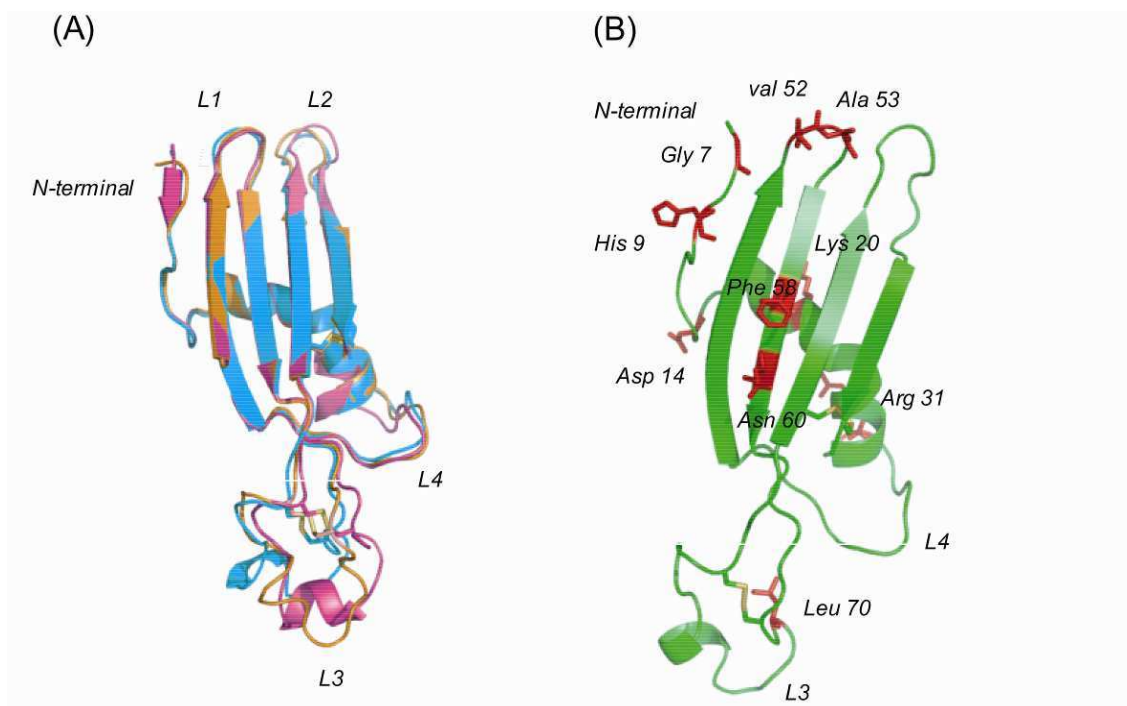 (A)
L1
L2
N-terminal
L4
L3
(B)
val 52
Ala 53
N-terminal
Gly 7
His 9
Lys 20
Phe 58
Asp 14
Arg 31
Asn 60
L4
Leu 70
L3